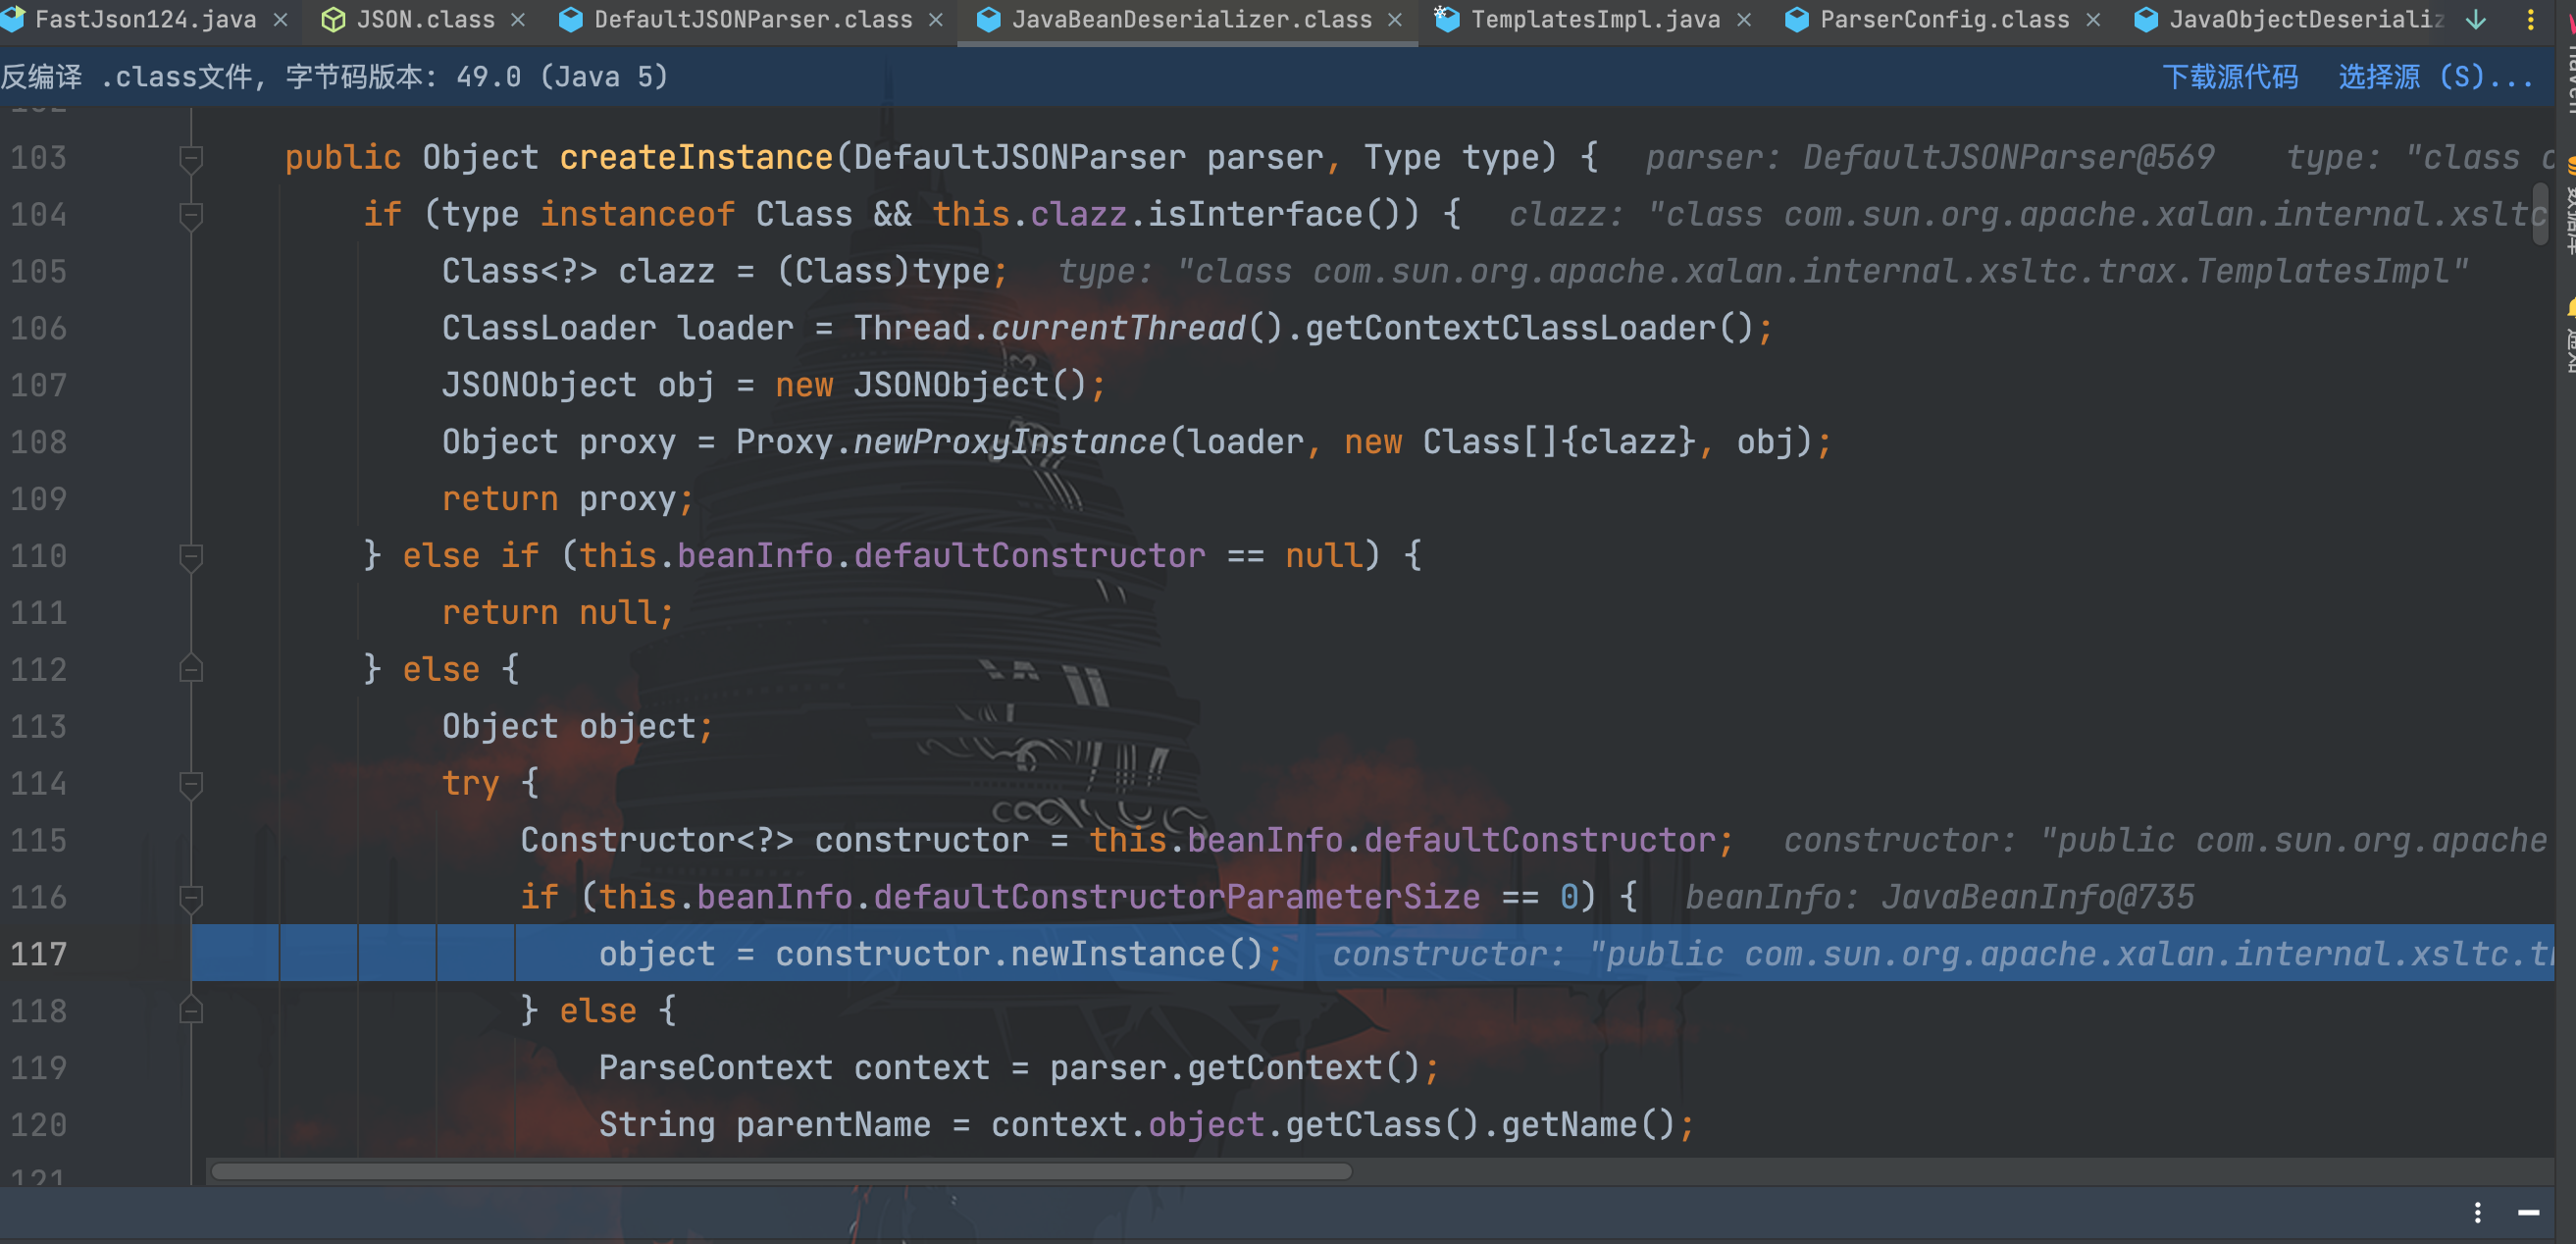 FastJson124.java JSON.class DefaultJSONParser.class JavaBeanDeserializer.class TemplatesImpl.java ParserConfig.class JavaObjectDeserializ
反编译 .class文件, 字节码版本: 49.0 (Java 5) 下载源代码 选择源 (S)...
103 public Object createInstance(DefaultJSONParser parser, Type type) { parser: DefaultJSONParser@569 type: "class c
104 if (type instanceof Class && this.clazz.isInterface()) { clazz: "class com.sun.org.apache.xalan.internal.xsltc
105 Class<?> clazz = (Class)type; type: "class com.sun.org.apache.xalan.internal.xsltc.trax.TemplatesImpl"
106 ClassLoader loader = Thread.currentThread().getContextClassLoader();
107 JSONObject obj = new JSONObject();
108 Object proxy = Proxy.newProxyInstance(loader, new Class[]{clazz}, obj);
109 return proxy;
110 } else if (this.beanInfo.defaultConstructor == null) {
111 return null;
112 } else {
113 Object object;
114 try {
115 Constructor<?> constructor = this.beanInfo.defaultConstructor; constructor: "public com.sun.org.apache
116 if (this.beanInfo.defaultConstructorParameterSize == 0) { beanInfo: JavaBeanInfo@735
117 object = constructor.newInstance(); constructor: "public com.sun.org.apache.xalan.internal.xsltc.t
118 } else {
119 ParseContext context = parser.getContext();
120 String parentName = context.object.getClass().getName();
121